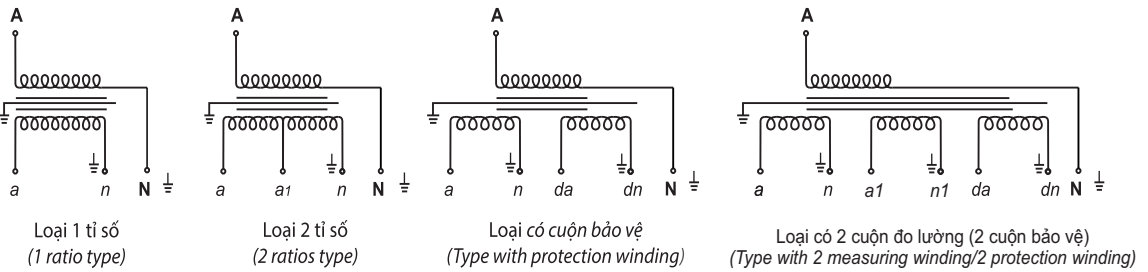 A
a n N
Loại 1 tỉ số
(1 ratio type)
A
a a1 n N
Loại 2 tỉ số
(2 ratios type)
A
a n da dn N
Loại có cuộn bảo vệ
(Type with protection winding)
A
a n a1 n1 da dn N
Loại có 2 cuộn đo lường (2 cuộn bảo vệ)
(Type with 2 measuring winding/2 protection winding)